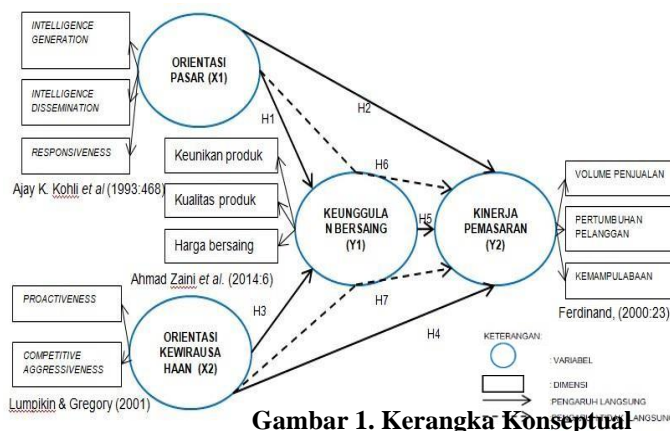 INTELLIGENCE
GENERATION
INTELLIGENCE
DISSEMINATION
RESPONSIVENESS
Ajay K. Kohli et al (1993:468)
ORIENTASI
PASAR (X1)
H1
H2
Keunikan produk
Kualitas produk
Harga bersaing
Ahmad Zaini et al. (2014:6)
KEUNGGULA
N BERSAING
(Y1)
H6
H5
H7
KINERJA
PEMASARAN
(Y2)
VOLUME PENJUALAN
PERTUMBUHAN
PELANGGAN
KEMAMPULABAAN
Ferdinand, (2000:23)
PROACTIVENESS
COMPETITIVE
AGGRESSIVENESS
Lumpikin & Gregory (2001)
ORIENTASI
KEWIRAUSA
HAAN (X2)
H3
H4
KETERANGAN:
: VARIABEL
: DIMENSI
: PENGARUH LANGSUNG
: PENGARUH TIDAK LANGSUNG
Gambar 1. Kerangka Konseptual